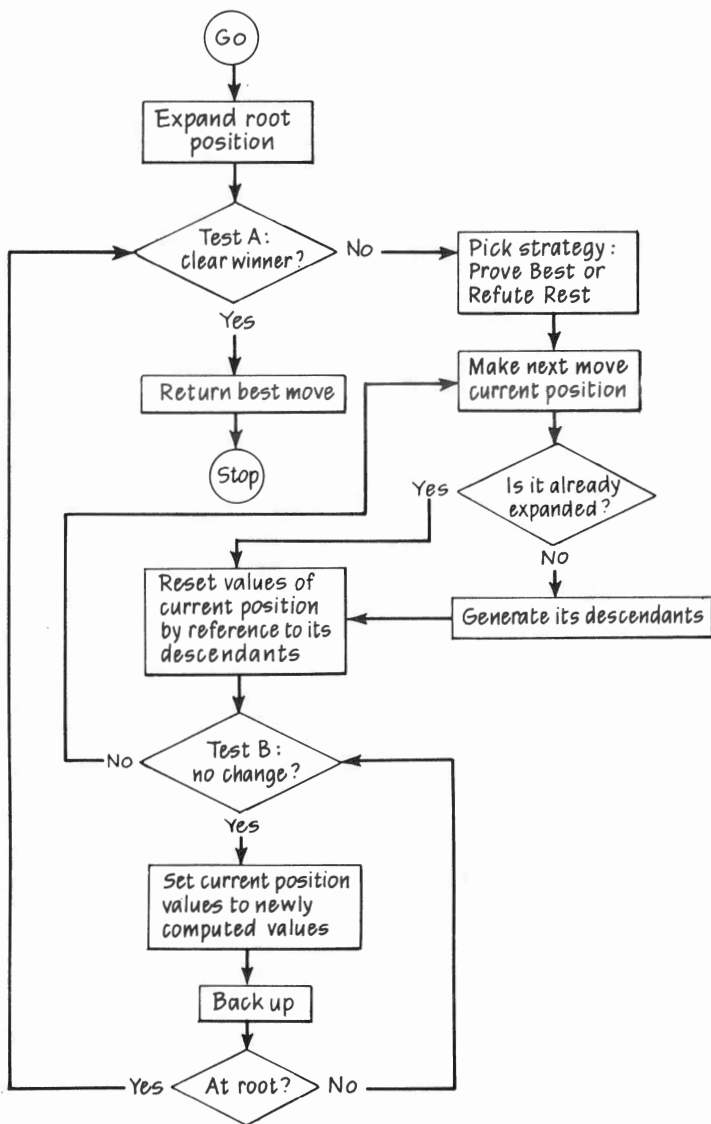 Go
Expand root
position
Test A:
clear winner?
No
Pick strategy:
Prove Best or
Refute Rest
Yes
Return best move
Make next move
current position
Stop
Yes
Is it already
expanded?
No
Reset values of
current position
by reference to its
descendants
Generate its descendants
No
Test B:
no change?
Yes
Set current position
values to newly
computed values
Back up
Yes
At root?
No